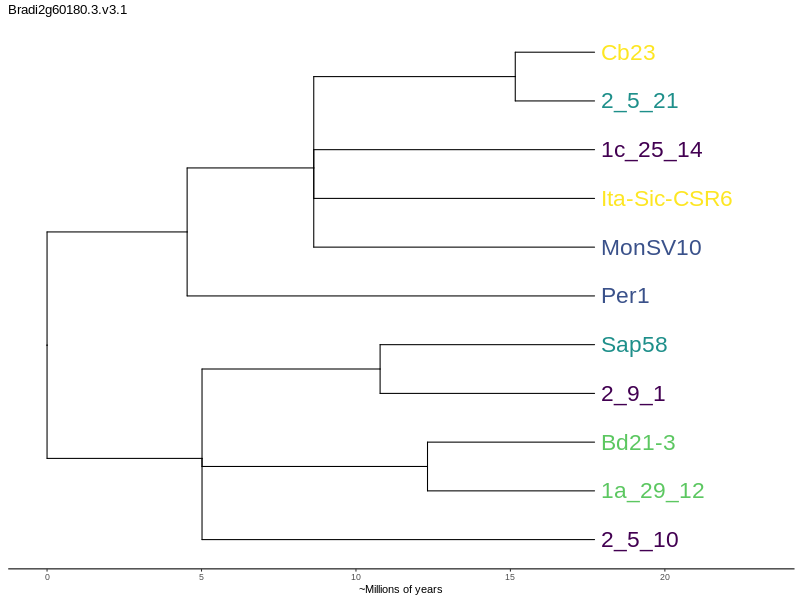 Bradi2g60180.3.v3.1
Cb23
2_5_21
1c_25_14
Ita-Sic-CSR6
MonSV10
Per1
Sap58
2_9_1
Bd21-3
1a_29_12
2_5_10
0 5 10 15 20
~Millions of years